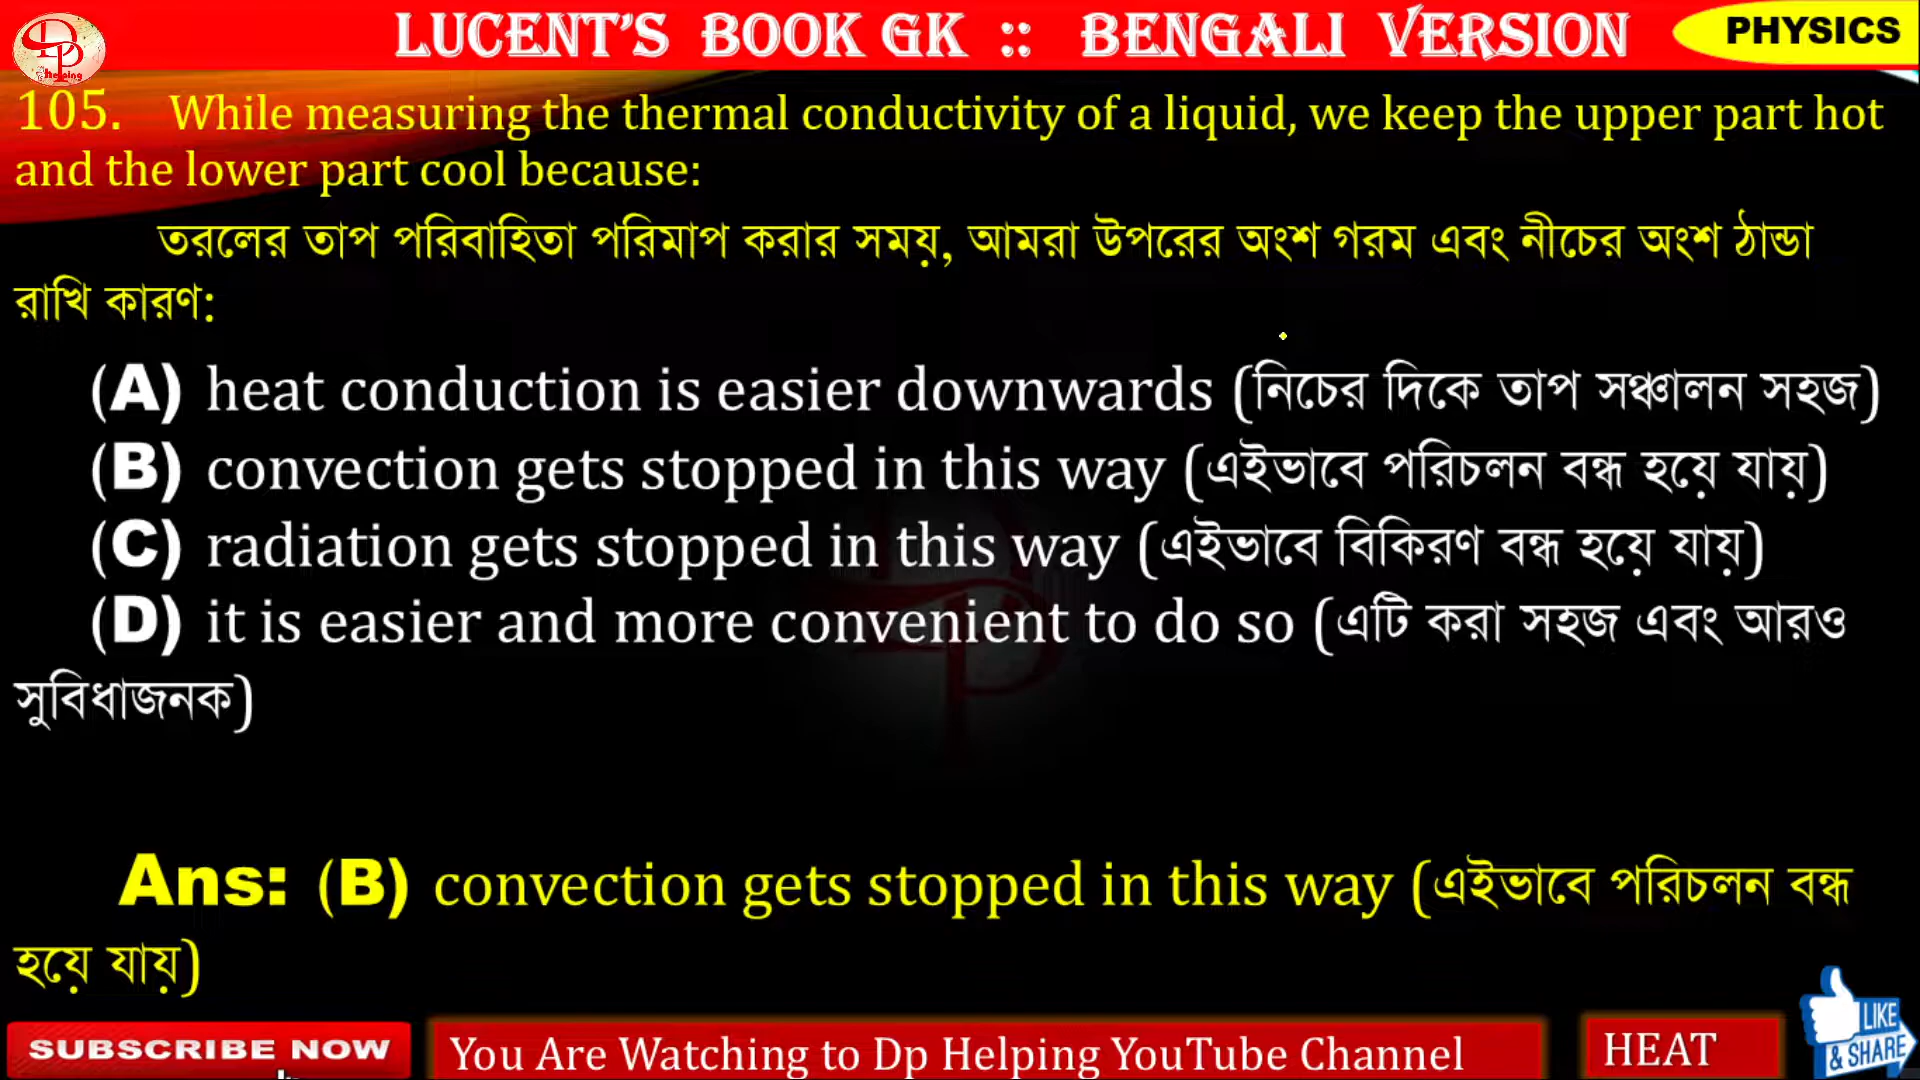 LUCENT'S BOOK GK :: BENGALI VERSION
PHYSICS
DP
helping
105. While measuring the thermal conductivity of a liquid, we keep the upper part hot
and the lower part cool because:
তরলের তাপ পরিবাহিতা পরিমাপ করার সময়, আমরা উপরের অংশ গরম এবং নীচের অংশ ঠান্ডা
রাখি কারণ:
(A) heat conduction is easier downwards (নিচের দিকে তাপ সঞ্চালন সহজ)
(B) convection gets stopped in this way (এইভাবে পরিচলন বন্ধ হয়ে যায়)
(C) radiation gets stopped in this way (এইভাবে বিকিরণ বন্ধ হয়ে যায়)
(D) it is easier and more convenient to do so (এটি করা সহজ এবং আরও
সুবিধাজনক)
Ans: (B) convection gets stopped in this way (এইভাবে পরিচলন বন্ধ
হয়ে যায়)
SUBSCRIBE NOW
You Are Watching to Dp Helping YouTube Channel
HEAT
LIKE
& SHARE